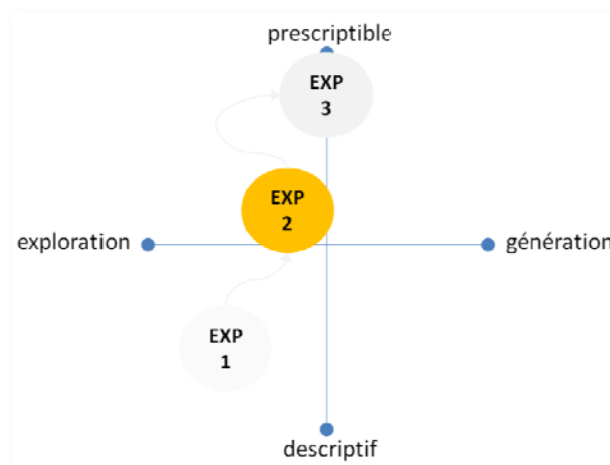 prescriptible
EXP
3
EXP
2
exploration
génération
EXP
1
descriptif